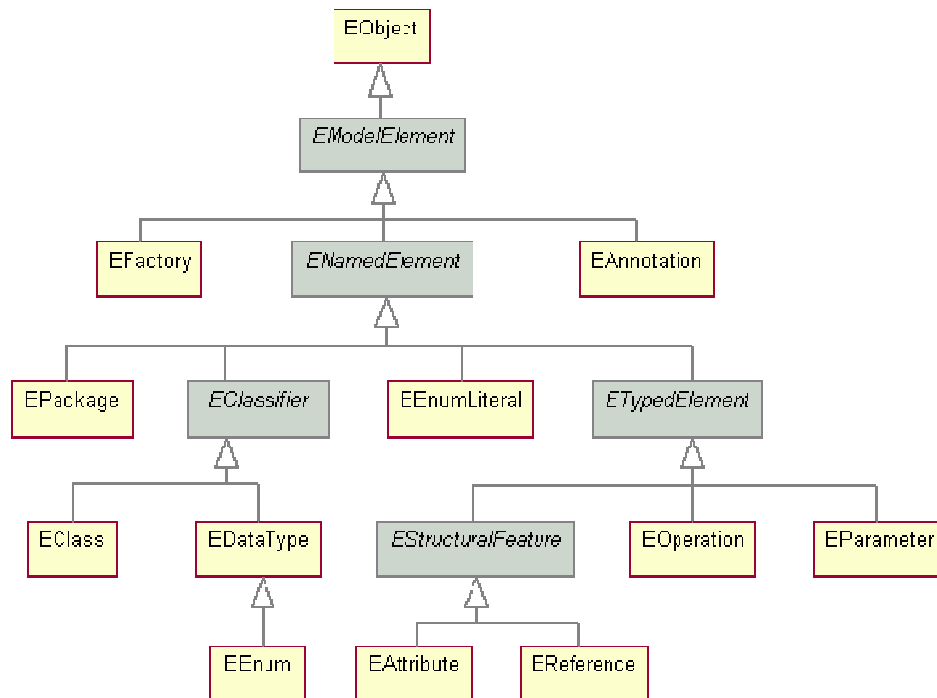 EObject
EModelElement
EFactory
ENamedElement
EAnnotation
EPackage
EClassifier
EEnumLiteral
ETypedElement
EClass
EDataType
EStructuralFeature
EOperation
EParameter
EEnum
EAttribute
EReference